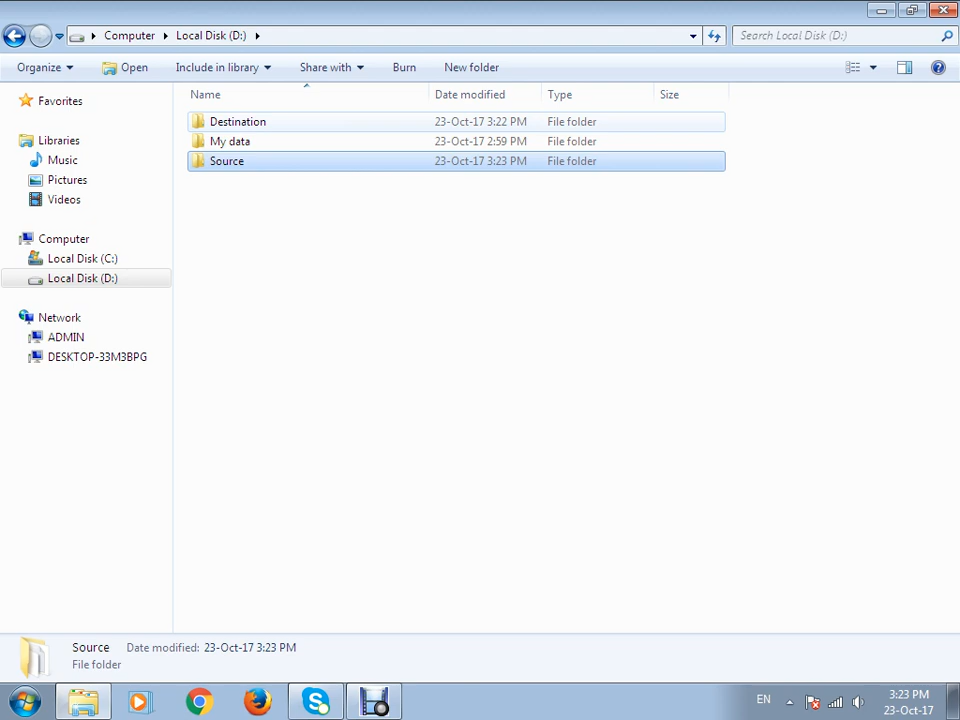 Computer Local Disk (D:)
Search Local Disk (D:)
Organize Open Include in library Share with Burn New folder
Favorites
Libraries
Music
Pictures
Videos
Computer
Local Disk (C:)
Local Disk (D:)
Network
ADMIN
DESKTOP-33M3BPG
Name Date modified Type Size
Destination 23-Oct-17 3:22 PM File folder
My data 23-Oct-17 2:59 PM File folder
Source 23-Oct-17 3:23 PM File folder
Source Date modified: 23-Oct-17 3:23 PM
File folder
EN
3:23 PM
23-Oct-17